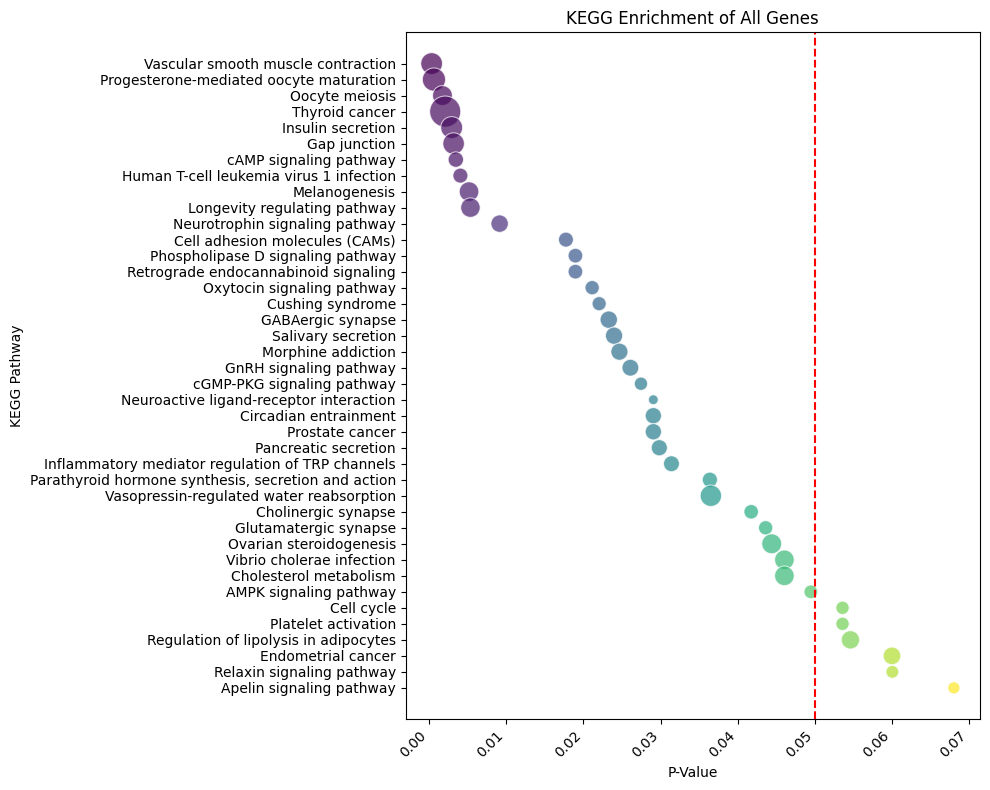 KEGG Enrichment of All Genes
Vascular smooth muscle contraction
Progesterone-mediated oocyte maturation
Oocyte meiosis
Thyroid cancer
Insulin secretion
Gap junction
cAMP signaling pathway
Human T-cell leukemia virus 1 infection
Melanogenesis
Longevity regulating pathway
Neurotrophin signaling pathway
Cell adhesion molecules (CAMs)
Phospholipase D signaling pathway
Retrograde endocannabinoid signaling
Oxytocin signaling pathway
Cushing syndrome
GABAergic synapse
Salivary secretion
Morphine addiction
GnRH signaling pathway
cGMP-PKG signaling pathway
Neuroactive ligand-receptor interaction
Circadian entrainment
Prostate cancer
Pancreatic secretion
Inflammatory mediator regulation of TRP channels
Parathyroid hormone synthesis, secretion and action
Vasopressin-regulated water reabsorption
Cholinergic synapse
Glutamatergic synapse
Ovarian steroidogenesis
Vibrio cholerae infection
Cholesterol metabolism
AMPK signaling pathway
Cell cycle
Platelet activation
Regulation of lipolysis in adipocytes
Endometrial cancer
Relaxin signaling pathway
Apelin signaling pathway
KEGG Pathway
0.00 0.01 0.02 0.03 0.04 0.05 0.06 0.07
P-Value